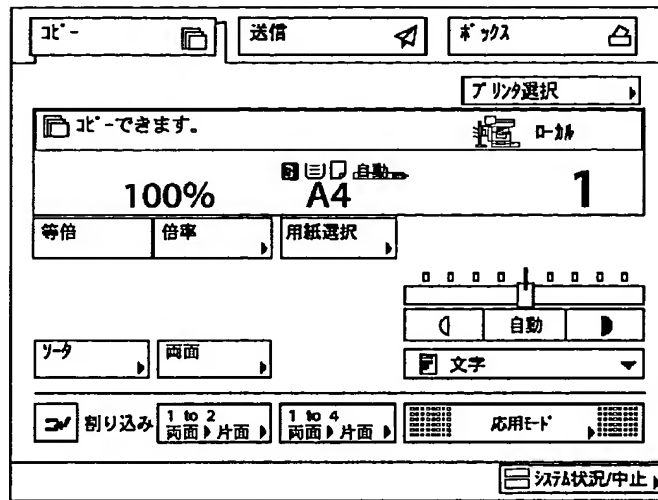 コピー
送信
ボックス
プリンタ選択
コピーできます。
ローカル
自動
100%
A4
1
等倍
倍率
用紙選択
自動
ソータ
両面
文字
割り込み
1 to 2
両面▶片面
1 to 4
両面▶片面
応用モード
システム状況/中止